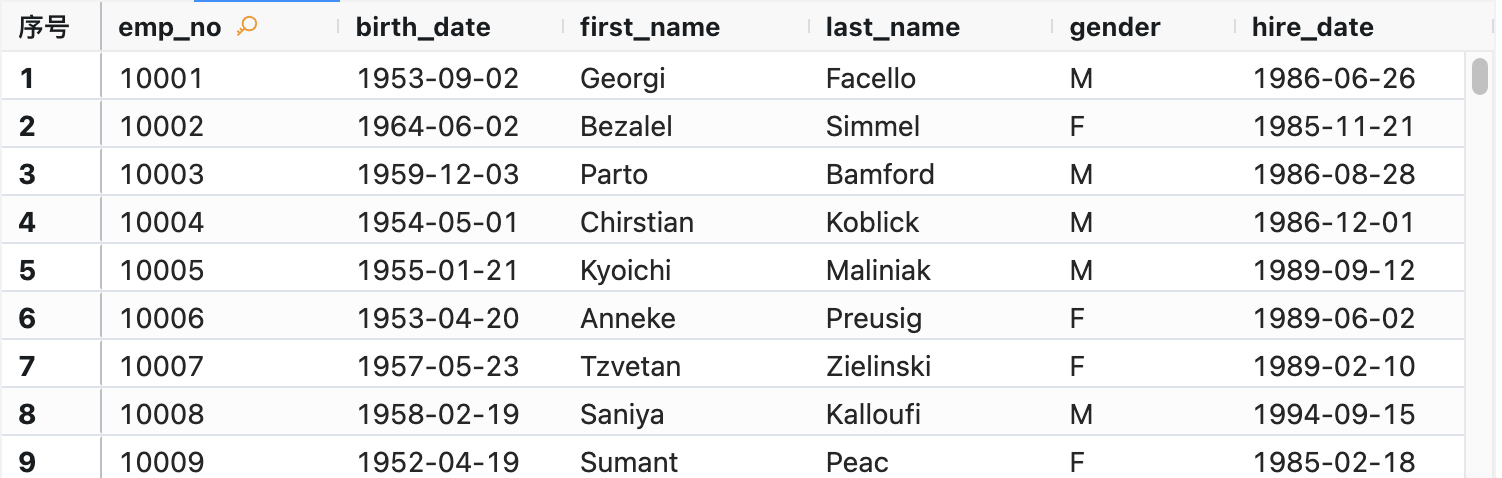 序号 emp_no birth_date first_name last_name gender hire_date
1 10001 1953-09-02 Georgi Facello M 1986-06-26
2 10002 1964-06-02 Bezalel Simmel F 1985-11-21
3 10003 1959-12-03 Parto Bamford M 1986-08-28
4 10004 1954-05-01 Chirstian Koblick M 1986-12-01
5 10005 1955-01-21 Kyoichi Maliniak M 1989-09-12
6 10006 1953-04-20 Anneke Preusig F 1989-06-02
7 10007 1957-05-23 Tzvetan Zielinski F 1989-02-10
8 10008 1958-02-19 Saniya Kalloufi M 1994-09-15
9 10009 1952-04-19 Sumant Peac F 1985-02-18